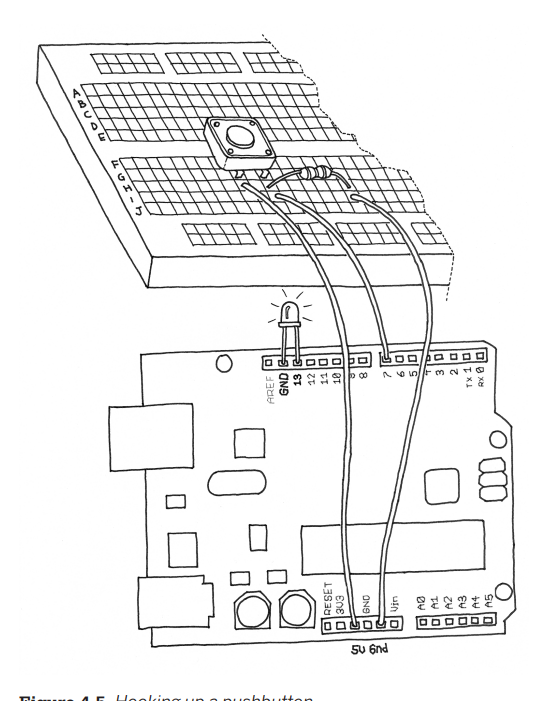 A
B
C
D
E
F
G
H
I
J
AREF
GND
13
12
11
10
9
8
7
6
5
4
3
2
TX 1
RX 0
RESET
3V3
GND
Vin
A0
A1
A2
A3
A4
A5
5V Gnd
Figure 4-5. Hooking up a pushbutton